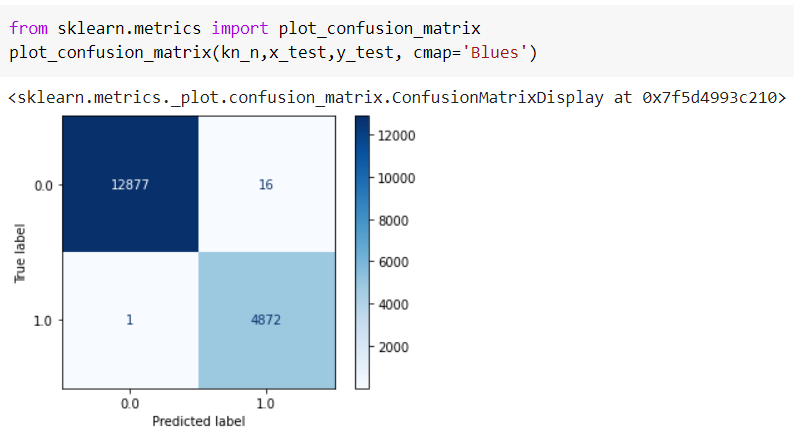 from sklearn.metrics import plot_confusion_matrix
plot_confusion_matrix(kn_n,x_test,y_test, cmap='Blues')
<sklearn.metrics._plot.confusion_matrix.ConfusionMatrixDisplay at 0x7f5d4993c210>
12000
10000
8000
6000
4000
2000
True label
0.0
12877
16
1.0
1
4872
0.0
1.0
Predicted label